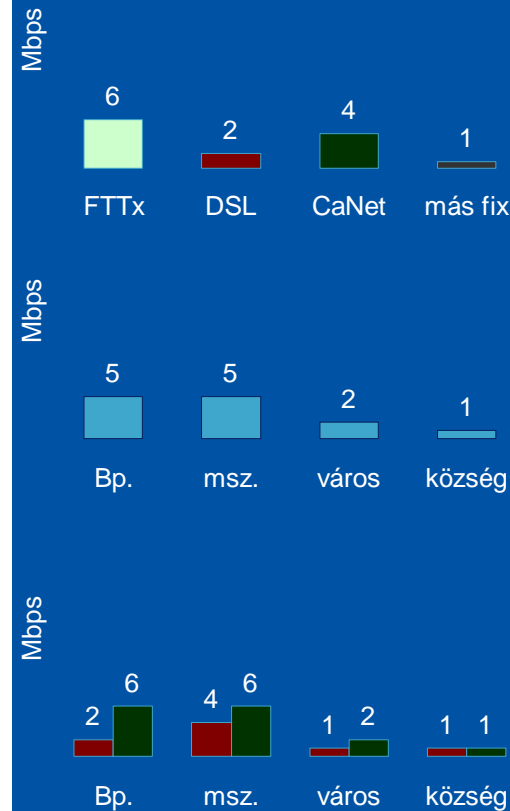 Mbps
6
2
4
1
FTTx DSL CaNet más fix
Mbps
5
5
2
1
Bp. msz. város község
Mbps
2 6 4 6 1 2 1 1
Bp. msz. város község